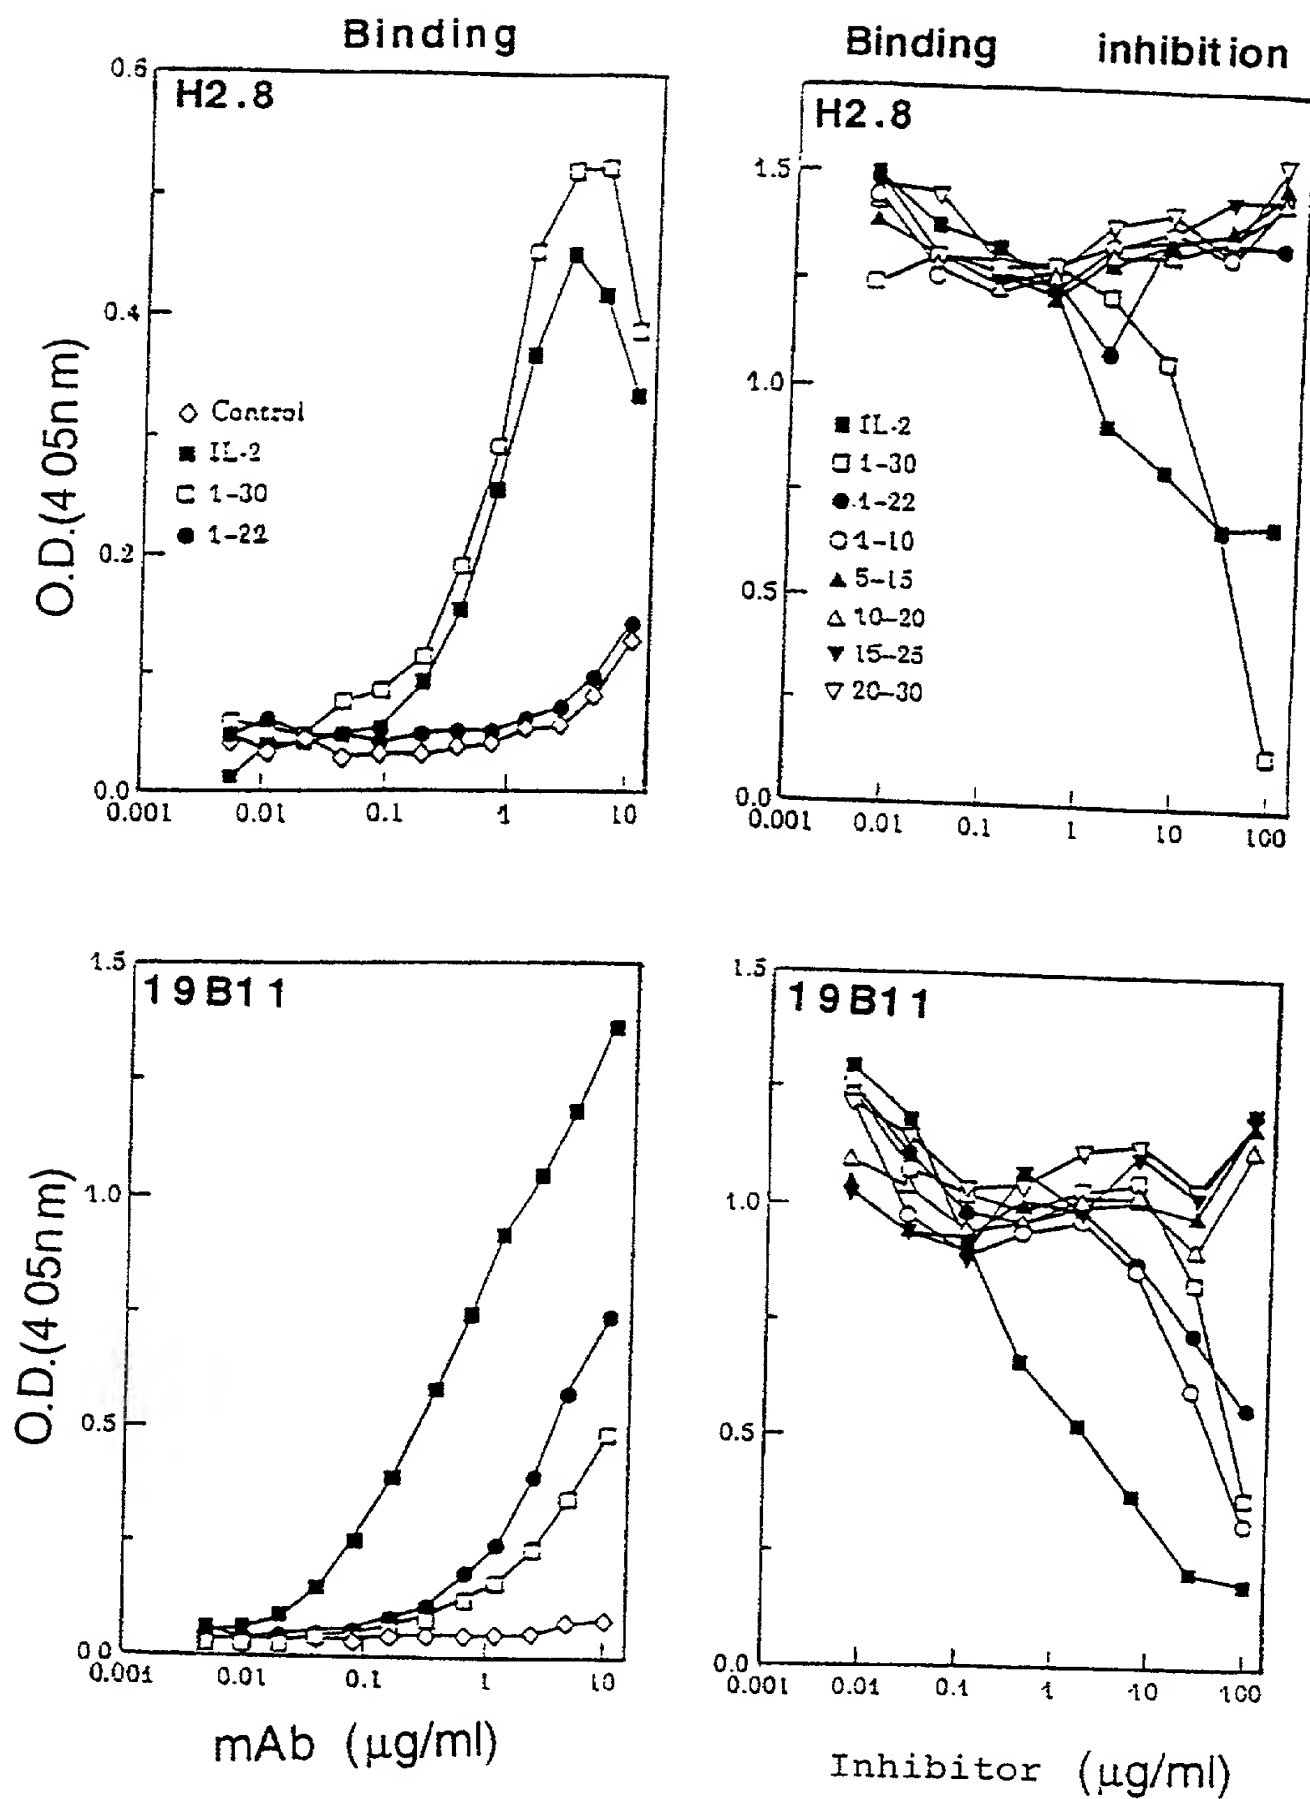 Binding
Binding inhibition
H2.8
0.6
0.4
0.2
0.0
O.D.(405nm)
Control
IL-2
1-30
1-22
0.001 0.01 0.1 1 10
H2.8
1.5
1.0
0.5
0.0
IL-2
1-30
1-22
1-10
5-15
10-20
15-25
20-30
0.001 0.01 0.1 1 10 100
19B11
1.5
1.0
0.5
0.0
O.D.(405nm)
0.001 0.01 0.1 1 10
mAb (μg/ml)
19B11
1.5
1.0
0.5
0.0
0.001 0.01 0.1 1 10 100
Inhibitor (μg/ml)